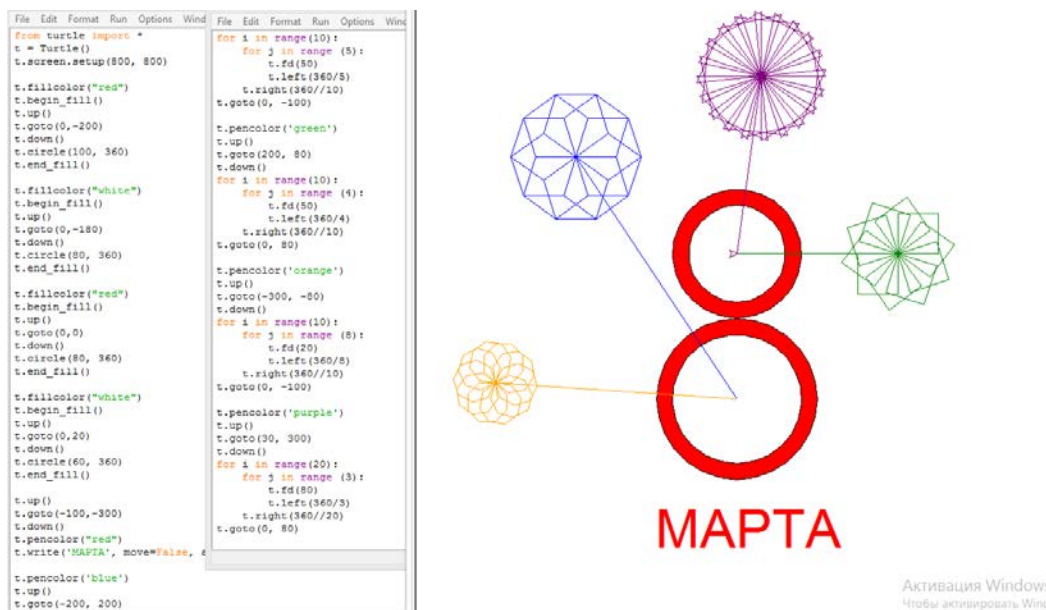 File Edit Format Run Options Wind
from turtle import *
t = Turtle()
t.screen.setup(800, 800)
t.fillcolor("red")
t.begin_fill()
t.up()
t.goto(0,-200)
t.down()
t.circle(100, 360)
t.end_fill()
t.fillcolor("white")
t.begin_fill()
t.up()
t.goto(0,-180)
t.down()
t.circle(80, 360)
t.end_fill()
t.fillcolor("red")
t.begin_fill()
t.up()
t.goto(0,0)
t.down()
t.circle(80, 360)
t.end_fill()
t.fillcolor("white")
t.begin_fill()
t.up()
t.goto(0,20)
t.down()
t.circle(60, 360)
t.end_fill()
t.up()
t.goto(-100,-300)
t.down()
t.pencolor("red")
t.write('МАРТА', move=False, a
t.pencolor('blue')
t.up()
t.goto(-200, 200)
File Edit Format Run Options Wind
for i in range(10):
for j in range (5):
t.fd(50)
t.left(360/5)
t.right(360//10)
t.goto(0, -100)
t.pencolor('green')
t.up()
t.goto(200, 80)
t.down()
for i in range(10):
for j in range (4):
t.fd(50)
t.left(360/4)
t.right(360//10)
t.goto(0, 80)
t.pencolor('orange')
t.up()
t.goto(-300, -80)
t.down()
for i in range(10):
for j in range (8):
t.fd(20)
t.left(360/8)
t.right(360//10)
t.goto(0, -100)
t.pencolor('purple')
t.up()
t.goto(30, 300)
t.down()
for i in range(20):
for j in range (3):
t.fd(80)
t.left(360/3)
t.right(360//20)
t.goto(0, 80)
МАРТА
Активация Windows
Чтобы активировать Wind